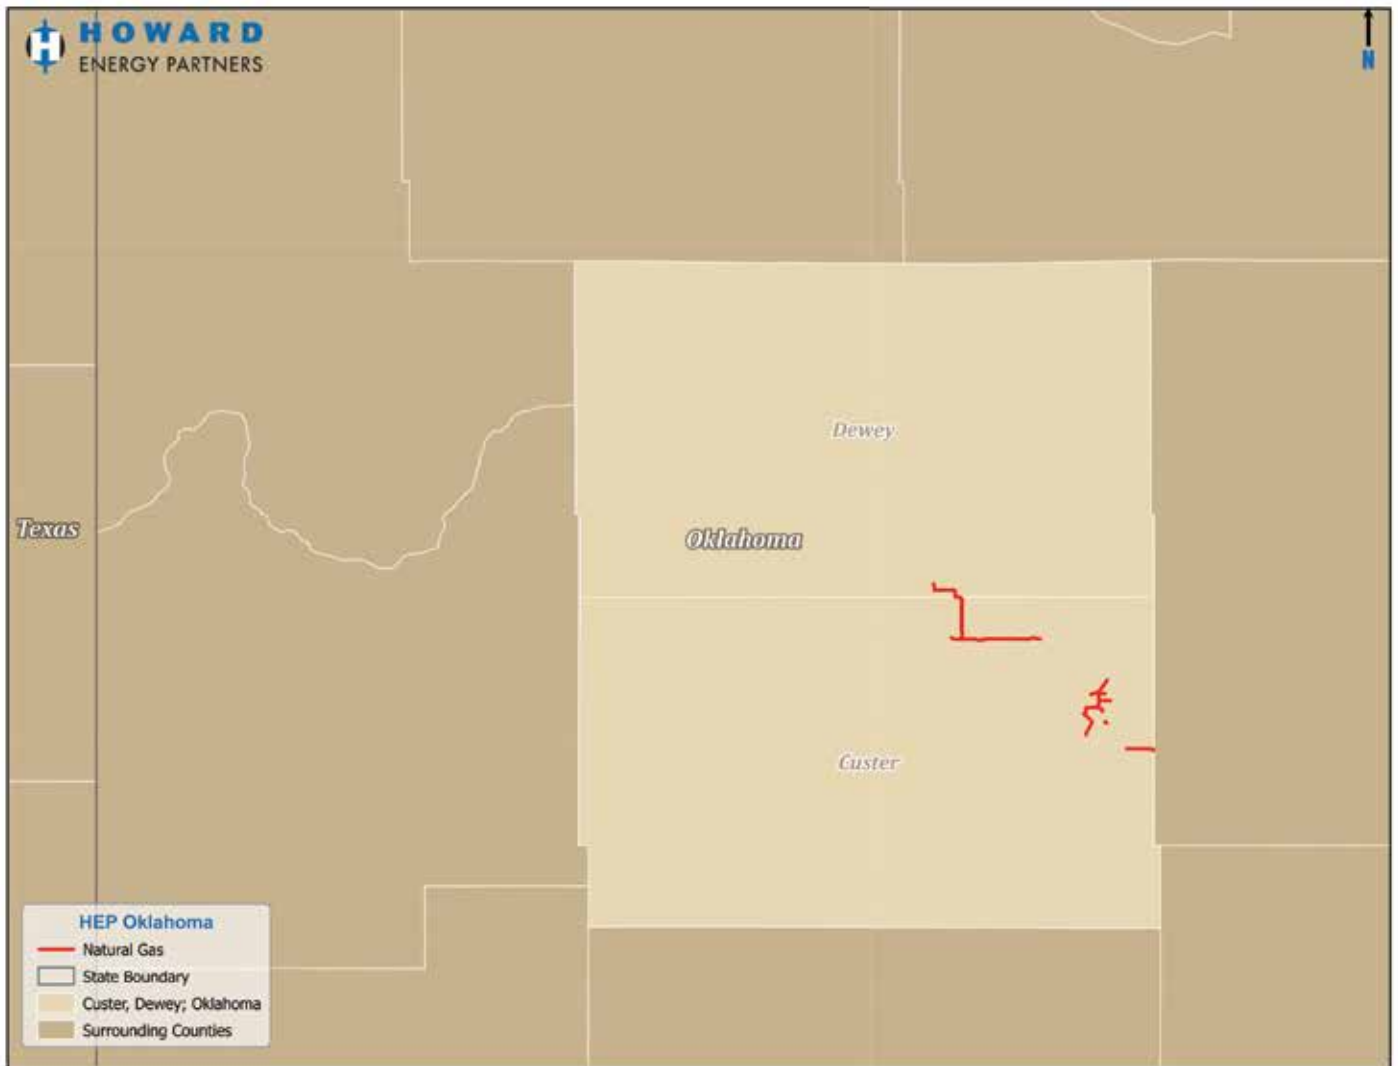 H
HOWARD
ENERGY PARTNERS
N
Dewey
Texas
Oklahoma
Custer
HEP Oklahoma
Natural Gas
State Boundary
Custer, Dewey; Oklahoma
Surrounding Counties